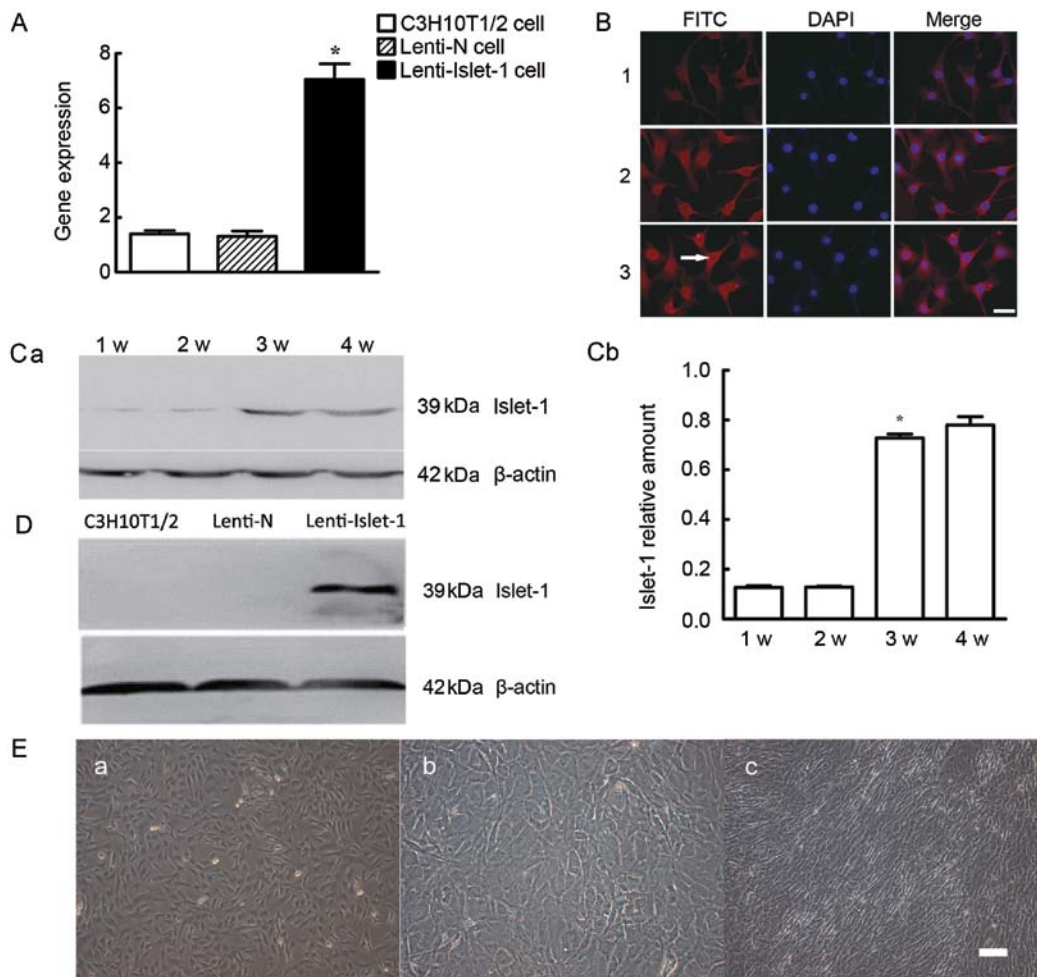 A
C3H10T1/2 cell
Lenti-N cell
Lenti-Islet-1 cell
Gene expression
8
6
4
2
0
*
B
FITC DAPI Merge
1
2
3
Ca
1 w 2 w 3 w 4 w
39 kDa Islet-1
42 kDa β-actin
Cb
Islet-1 relative amount
1.0
0.8
0.6
0.4
0.2
0.0
*
1 w 2 w 3 w 4 w
D
C3H10T1/2 Lenti-N Lenti-Islet-1
39 kDa Islet-1
42 kDa β-actin
E
a b c